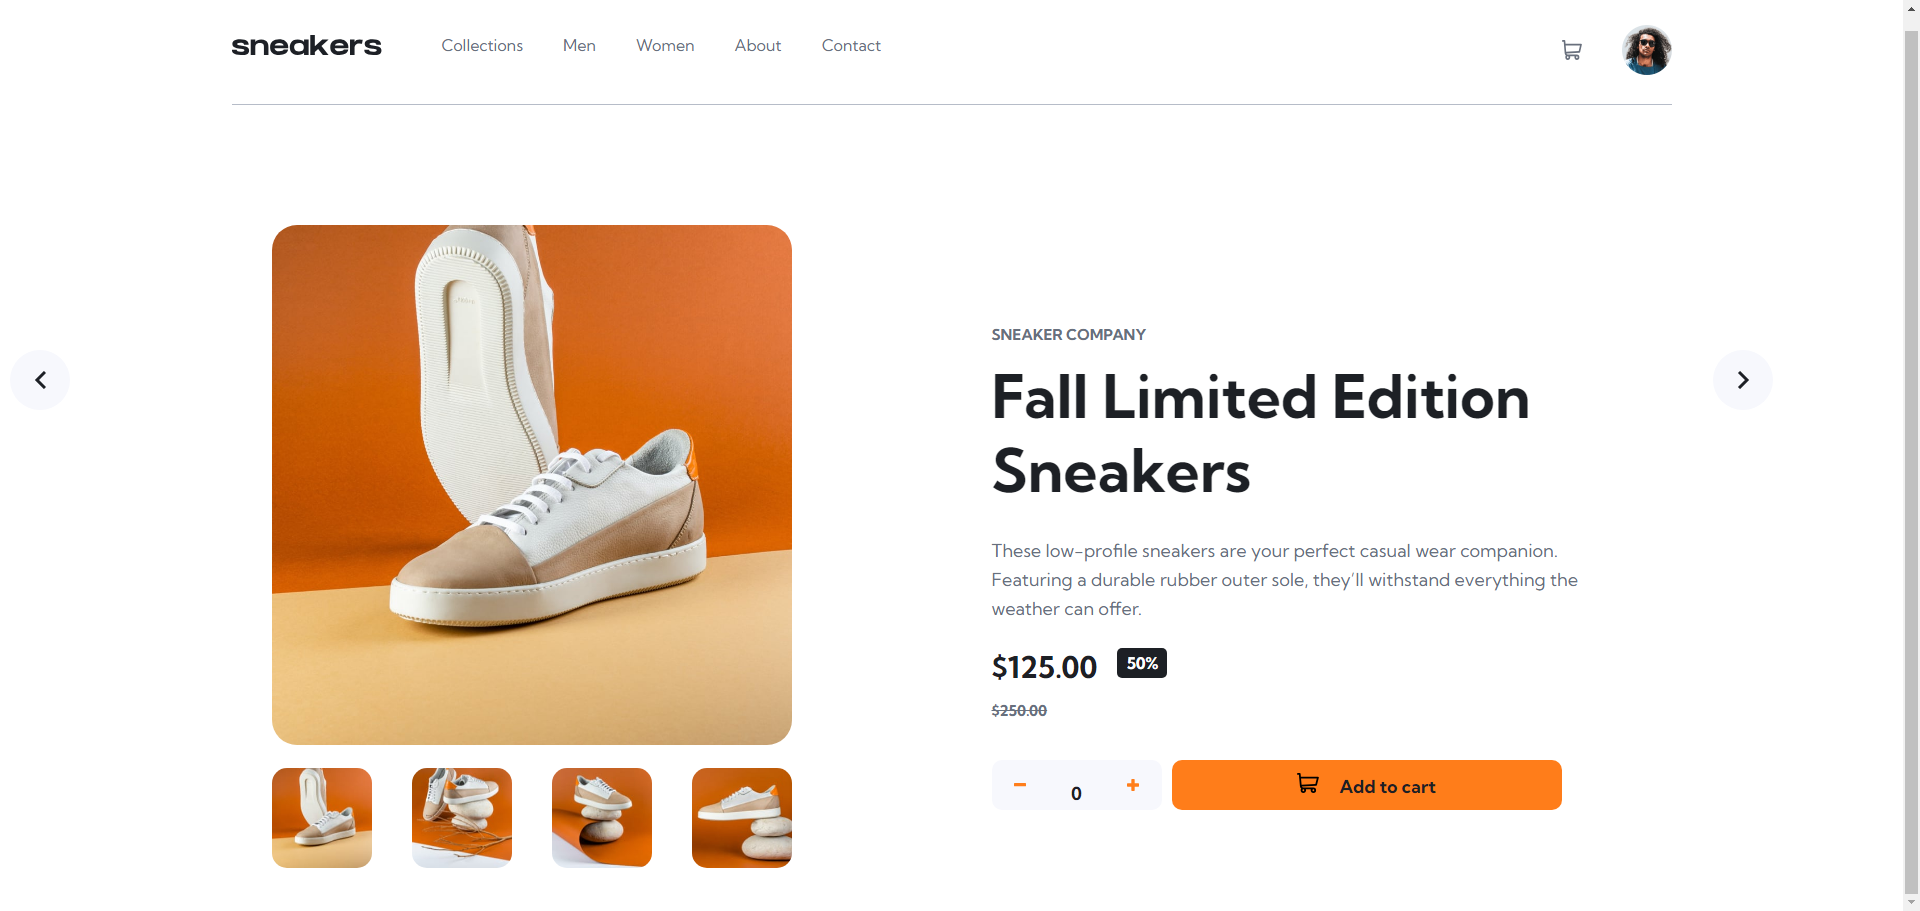 sneakers
Collections
Men
Women
About
Contact
SNEAKER COMPANY
Fall Limited Edition
Sneakers
These low-profile sneakers are your perfect casual wear companion.
Featuring a durable rubber outer sole, they’ll withstand everything the
weather can offer.
$125.00
50%
$250.00
0
Add to cart